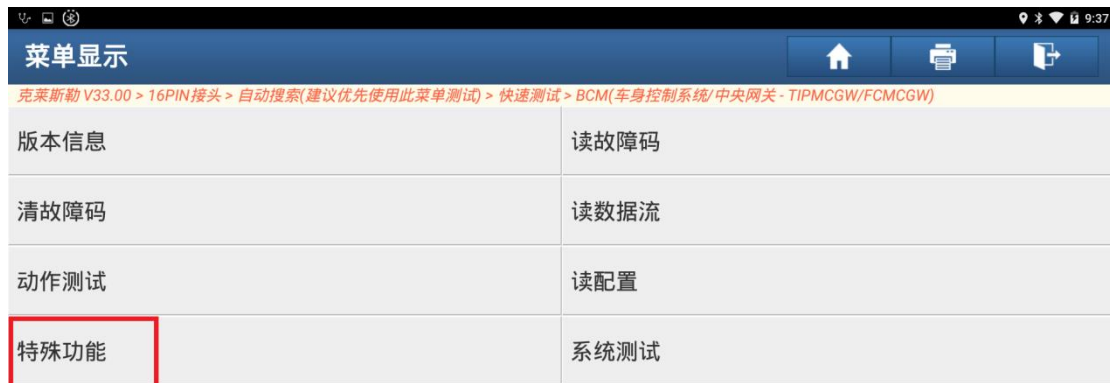 9:37
菜单显示
克莱斯勒 V33.00 > 16PIN接头 > 自动搜索(建议优先使用此菜单测试) > 快速测试 > BCM(车身控制系统/中央网关 - TIPMCGW/FCMCGW)
版本信息 读故障码
清故障码 读数据流
动作测试 读配置
特殊功能 系统测试